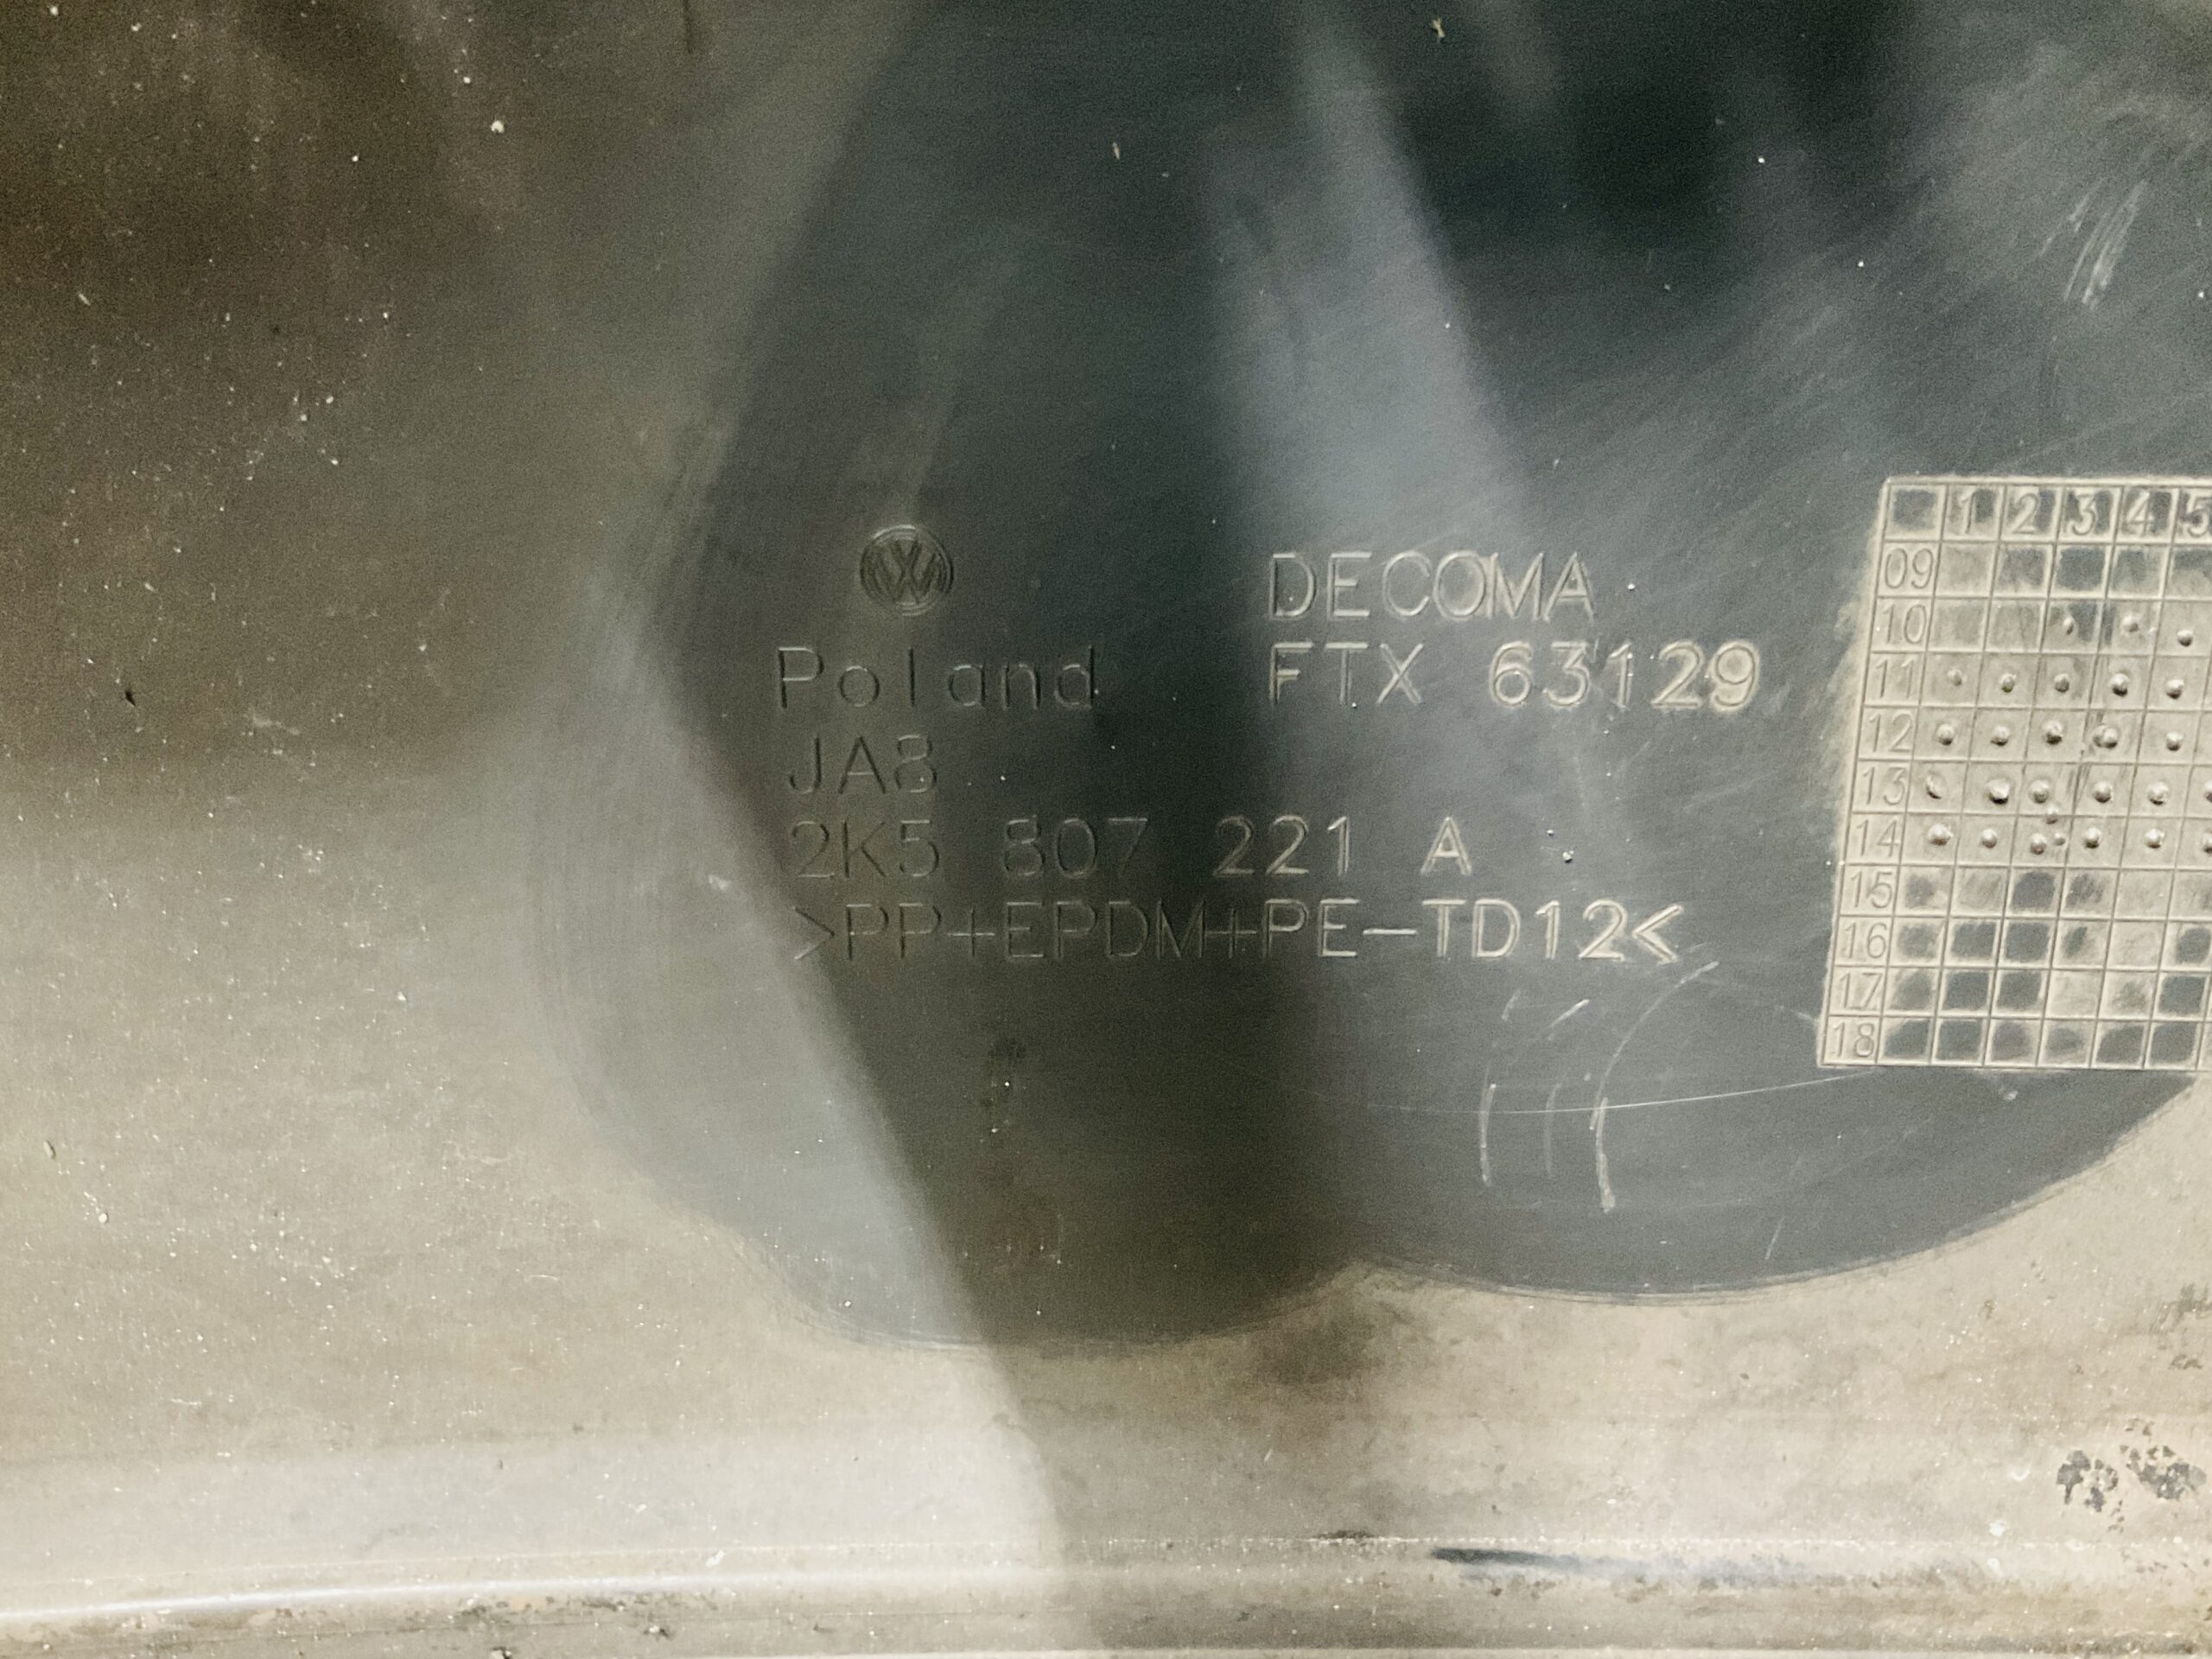 Poland
JA8
2K5 807 221 A
>PP+EPDM+PE-TD12<
DECOMA
FTX 63129
1 2 3 4 5
09
10
11
12
13
14
15
16
17
18